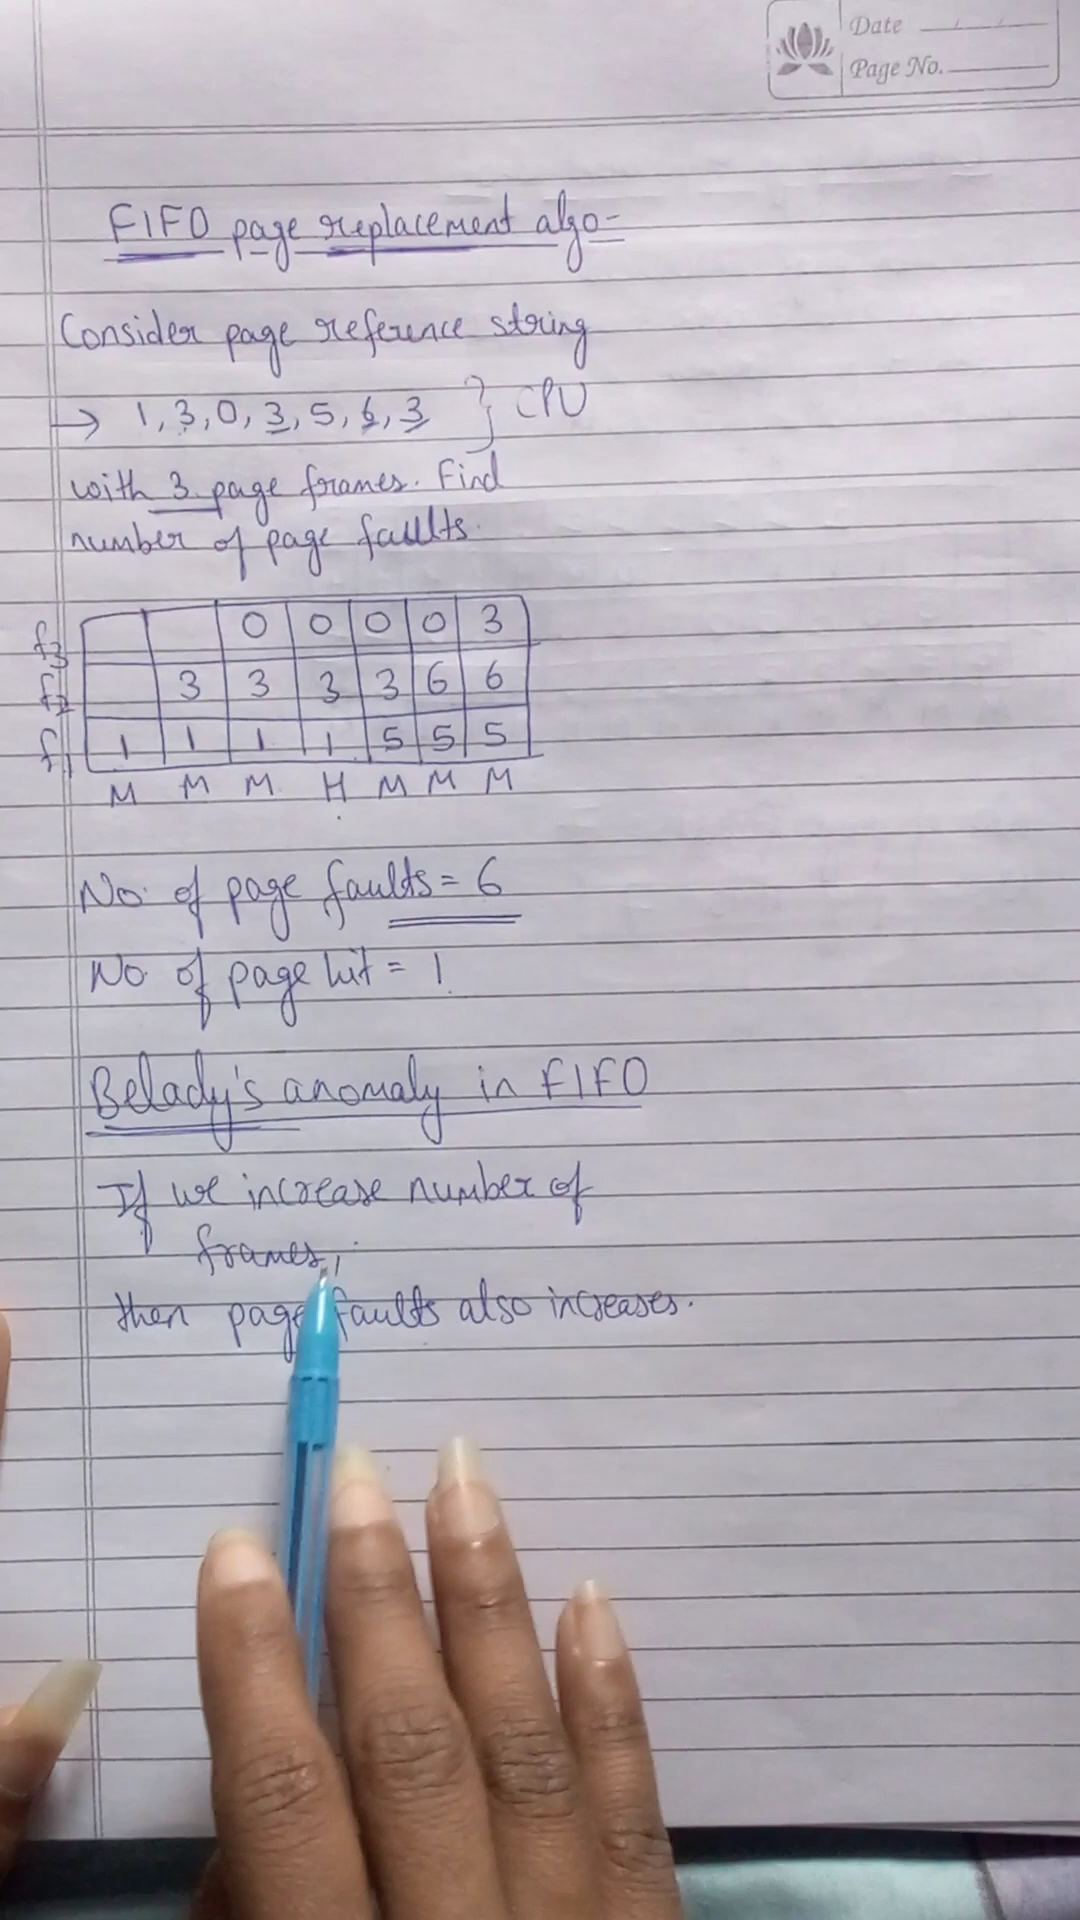 Date
Page No.
FIFO page replacement algo-
Consider page reference string
→ 1, 3, 0, 3, 5, 6, 3 } CPU
with 3 page frames. Find
number of page faults.
f3 0 0 0 0 3
f2 3 3 3 3 6 6
f1 1 1 1 1 5 5 5
M M M H M M M
No. of page faults = 6
No. of page hit = 1.
Belady's anomaly in FIFO
If we increase number of
frames,
then page faults also increases.